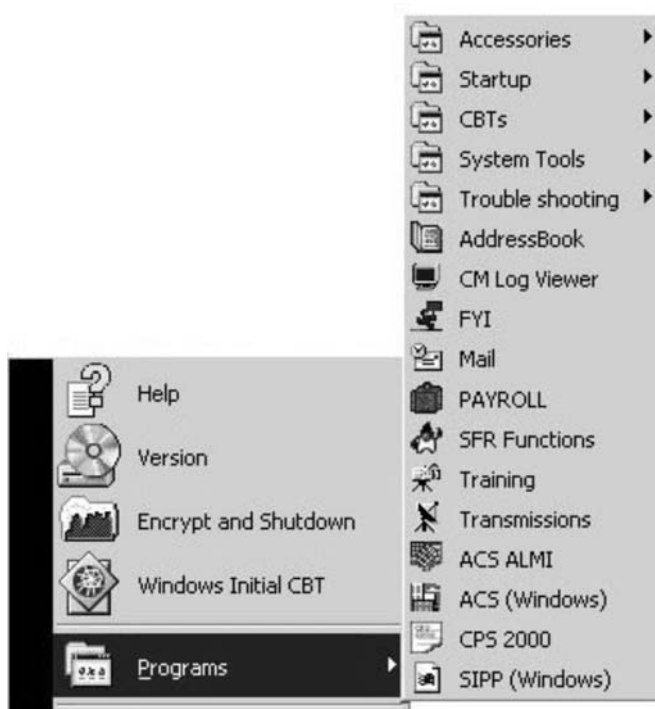 Accessories
Startup
CBTs
System Tools
Trouble shooting
AddressBook
CM Log Viewer
FYI
Mail
PAYROLL
SFR Functions
Training
Transmissions
ACS ALMI
ACS (Windows)
CPS 2000
SIPP (Windows)
Help
Version
Encrypt and Shutdown
Windows Initial CBT
Programs